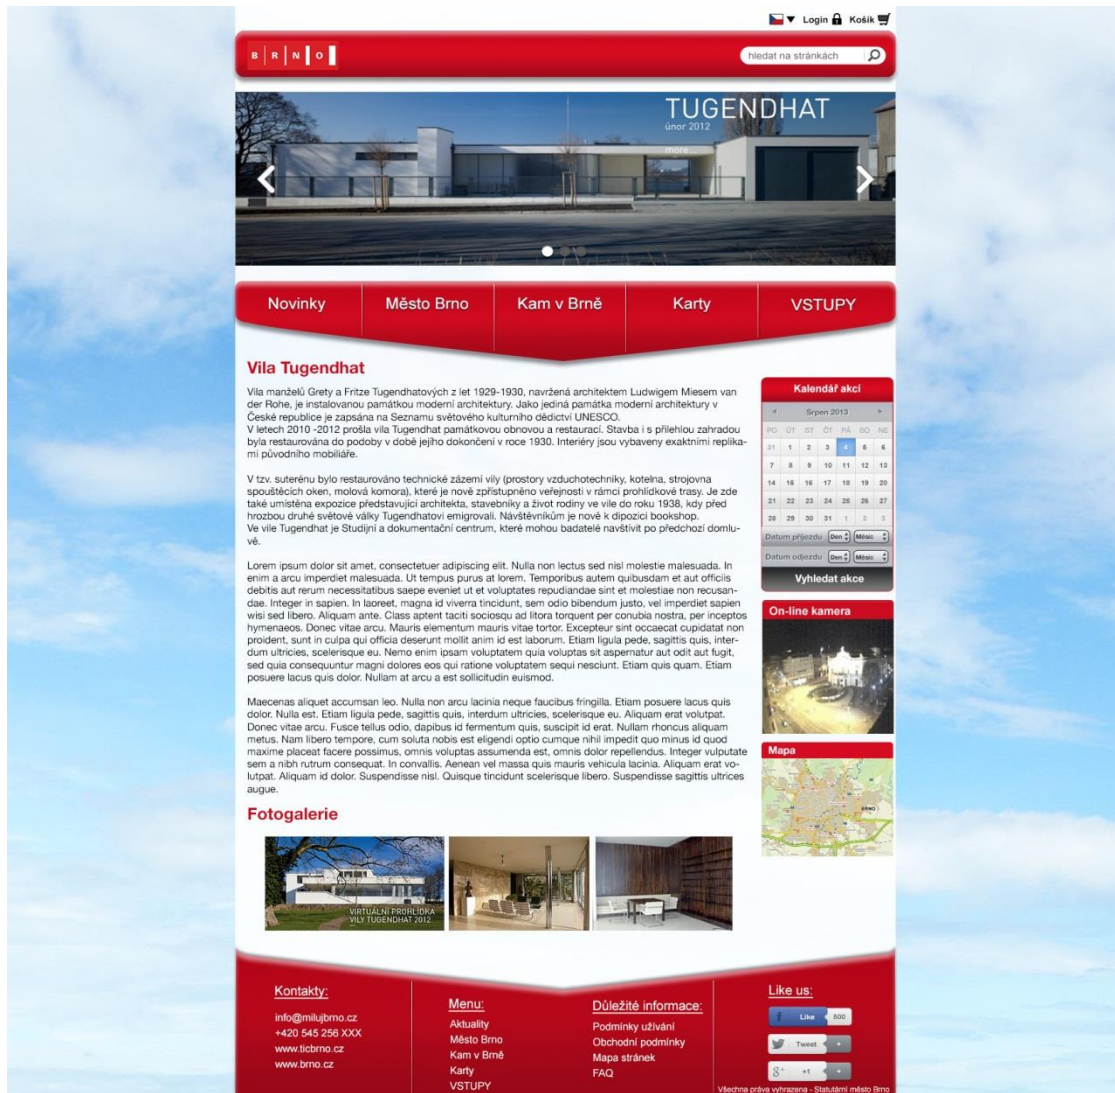 Login Košík
B R N O
hledat na stránkách
TUGENDHAT
únor 2012
more...
Novinky Město Brno Kam v Brně Karty VSTUPY
Vila Tugendhat
Vila manželů Grety a Fritze Tugendhatových z let 1929-1930, navržená architektem Ludwigem Miesem van
der Rohe, je instalovanou památkou moderní architektury. Jako jediná památka moderní architektury v
České republice je zapsána na Seznamu světového kulturního dědictví UNESCO.
V letech 2010 -2012 prošla vila Tugendhat památkovou obnovou a restaurací. Stavba i s přilehlou zahradou
byla restaurována do podoby v době jejího dokončení v roce 1930. Interiéry jsou vybaveny exaktními replika-
mi původního mobiliáře.
V tzv. suterénu bylo restaurováno technické zázemí vily (prostory vzduchotechniky, kotelna, strojovna
spouštěcích oken, molová komora), které je nově zpřístupněno veřejnosti v rámci prohlídkové trasy. Je zde
také umístěna expozice představující architekta, stavebníky a život rodiny ve vile do roku 1938, kdy před
hrozbou druhé světové války Tugendhatovi emigrovali. Návštěvníkům je nově k dipozici bookshop.
Ve vile Tugendhat je Studijní a dokumentační centrum, které mohou badatelé navštívit po předchozí domlu-
vě.
Lorem ipsum dolor sit amet, consectetuer adipiscing elit. Nulla non lectus sed nisl molestie malesuada. In
enim a arcu imperdiet malesuada. Ut tempus purus at lorem. Temporibus autem quibusdam et aut officiis
debitis aut rerum necessitatibus saepe eveniet ut et voluptates repudiandae sint et molestiae non recusan-
dae. Integer in sapien. In laoreet, magna id viverra tincidunt, sem odio bibendum justo, vel imperdiet sapien
wisi sed libero. Aliquam ante. Class aptent taciti sociosqu ad litora torquent per conubia nostra, per inceptos
hymenaeos. Donec vitae arcu. Mauris elementum mauris vitae tortor. Excepteur sint occaecat cupidatat non
proident, sunt in culpa qui officia deserunt mollit anim id est laborum. Etiam ligula pede, sagittis quis, inter-
dum ultricies, scelerisque eu. Nemo enim ipsam voluptatem quia voluptas sit aspernatur aut odit aut fugit,
sed quia consequuntur magni dolores eos qui ratione voluptatem sequi nesciunt. Etiam quis quam. Etiam
posuere lacus quis dolor. Nullam at arcu a est sollicitudin euismod.
Maecenas aliquet accumsan leo. Nulla non arcu lacinia neque faucibus fringilla. Etiam posuere lacus quis
dolor. Nulla est. Etiam ligula pede, sagittis quis, interdum ultricies, scelerisque eu. Aliquam erat volutpat.
Donec vitae arcu. Fusce tellus odio, dapibus id fermentum quis, suscipit id erat. Nullam rhoncus aliquam
metus. Nam libero tempore, cum soluta nobis est eligendi optio cumque nihil impedit quo minus id quod
maxime placeat facere possimus, omnis voluptas assumenda est, omnis dolor repellendus. Integer vulputate
sem a nibh rutrum consequat. In convallis. Aenean vel massa quis mauris vehicula lacinia. Aliquam erat vo-
lutpat. Aliquam id dolor. Suspendisse nisl. Quisque tincidunt scelerisque libero. Suspendisse sagittis ultrices
augue.
Fotogalerie
VIRTUÁLNÍ PROHLÍDKA
VILY TUGENDHAT 2012
Kalendář akcí
Srpen 2013
PO ÚT ST ČT PÁ SO NE
31 1 2 3 4 5 6
7 8 9 10 11 12 13
14 15 16 17 18 19 20
21 22 23 24 25 26 27
28 29 30 31 1 2 3
Datum příjezdu Den Měsíc
Datum odjezdu Den Měsíc
Vyhledat akce
On-line kamera
Mapa
BRNO
Kontakty:
info@milujbrno.cz
+420 545 256 XXX
www.ticbrno.cz
www.brno.cz
Menu:
Aktuality
Město Brno
Kam v Brně
Karty
VSTUPY
Důležité informace:
Podmínky užívání
Obchodní podmínky
Mapa stránek
FAQ
Like us:
f Like 500
Tweet +
g+ +1 +
Všechna práva vyhrazena - Statutární město Brno